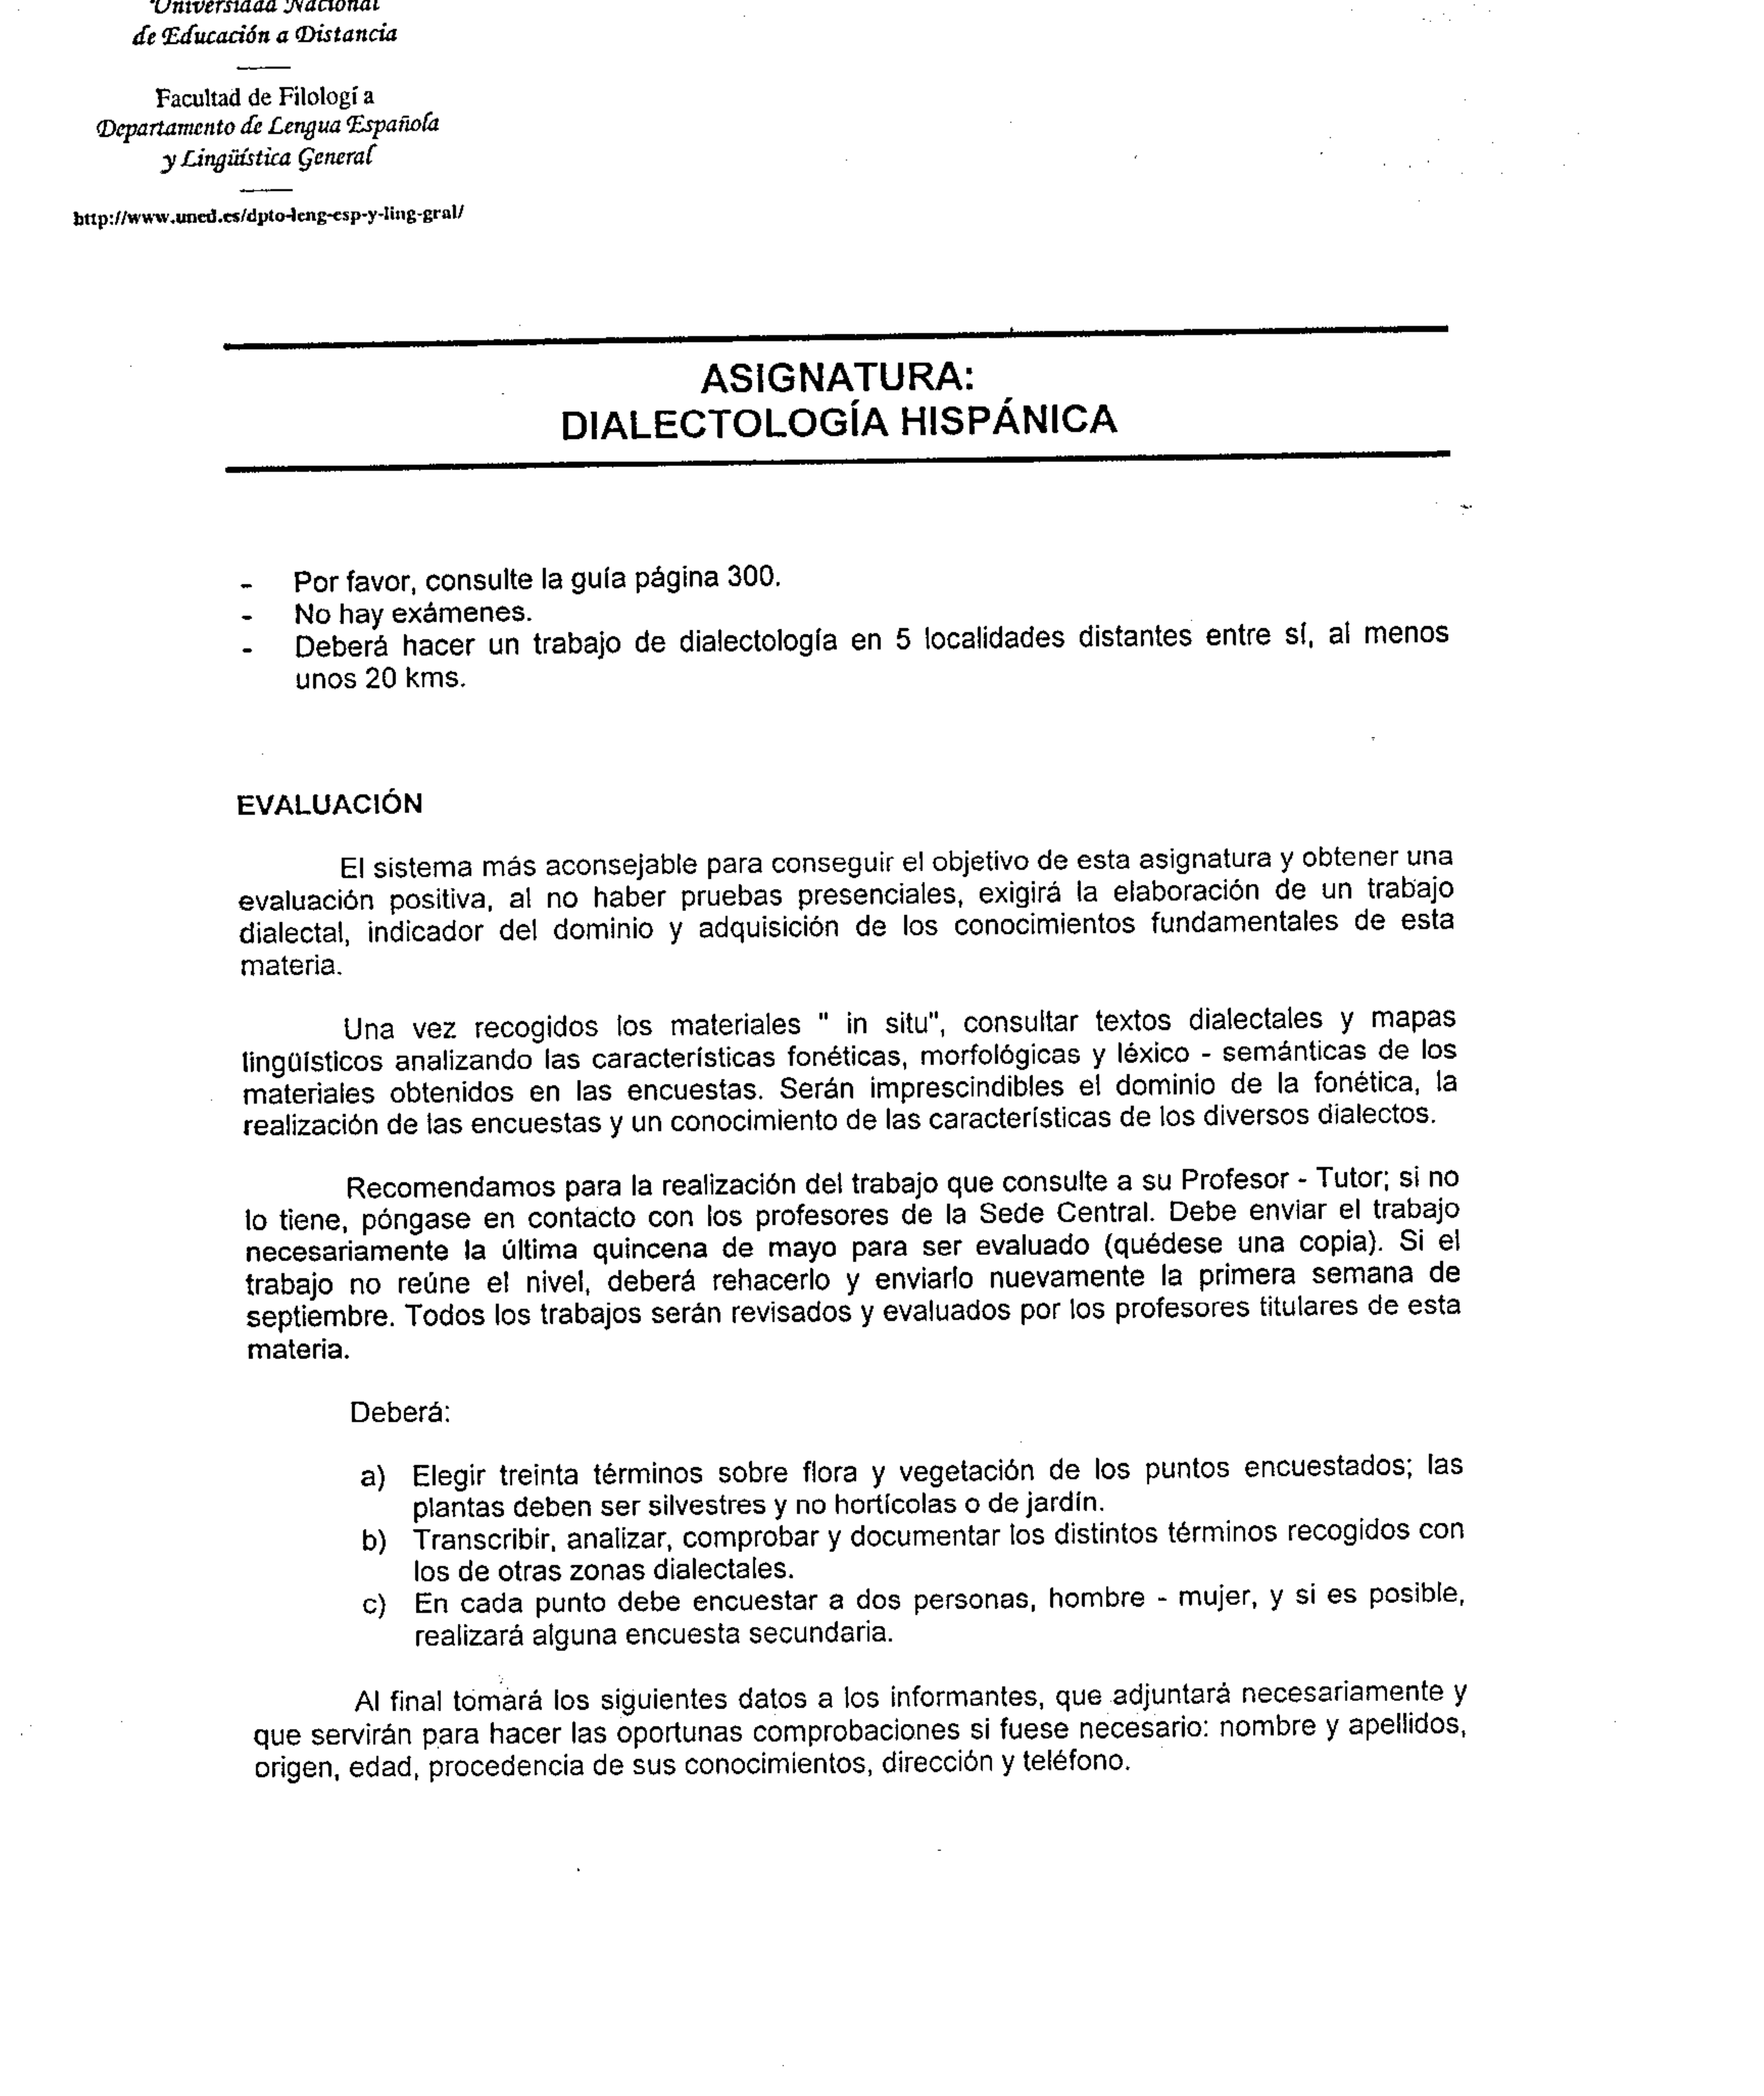 Universidad Nacional
de Educación a Distancia
Facultad de Filología
Departamento de Lengua Española
y Lingüística General
http://www.uned.es/dpto-leng-esp-y-ling-gral/
ASIGNATURA:
DIALECTOLOGÍA HISPÁNICA
- Por favor, consulte la guía página 300.
- No hay exámenes.
- Deberá hacer un trabajo de dialectología en 5 localidades distantes entre sí, al menos
unos 20 kms.
EVALUACIÓN
El sistema más aconsejable para conseguir el objetivo de esta asignatura y obtener una
evaluación positiva, al no haber pruebas presenciales, exigirá la elaboración de un trabajo
dialectal, indicador del dominio y adquisición de los conocimientos fundamentales de esta
materia.
Una vez recogidos los materiales " in situ", consultar textos dialectales y mapas
lingüísticos analizando las características fonéticas, morfológicas y léxico - semánticas de los
materiales obtenidos en las encuestas. Serán imprescindibles el dominio de la fonética, la
realización de las encuestas y un conocimiento de las características de los diversos dialectos.
Recomendamos para la realización del trabajo que consulte a su Profesor - Tutor; si no
lo tiene, póngase en contacto con los profesores de la Sede Central. Debe enviar el trabajo
necesariamente la última quincena de mayo para ser evaluado (quédese una copia). Si el
trabajo no reúne el nivel, deberá rehacerlo y enviarlo nuevamente la primera semana de
septiembre. Todos los trabajos serán revisados y evaluados por los profesores titulares de esta
materia.
Deberá:
a) Elegir treinta términos sobre flora y vegetación de los puntos encuestados; las
plantas deben ser silvestres y no hortícolas o de jardín.
b) Transcribir, analizar, comprobar y documentar los distintos términos recogidos con
los de otras zonas dialectales.
c) En cada punto debe encuestar a dos personas, hombre - mujer, y si es posible,
realizará alguna encuesta secundaria.
Al final tomará los siguientes datos a los informantes, que adjuntará necesariamente y
que servirán para hacer las oportunas comprobaciones si fuese necesario: nombre y apellidos,
origen, edad, procedencia de sus conocimientos, dirección y teléfono.